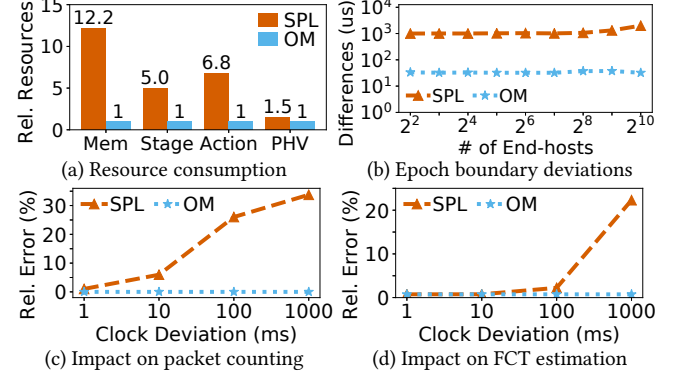 Rel. Resources
15
10
5
0
12.2
1
5.0
1
6.8
1
1.5
1
SPL
OM
Mem Stage Action PHV
(a) Resource consumption
Differences (us)
10^4
10^3
10^2
10^1
10^0
SPL OM
2^2 2^4 2^6 2^8 2^10
# of End-hosts
(b) Epoch boundary deviations
Rel. Error (%)
30
20
10
0
SPL OM
1 10 100 1000
Clock Deviation (ms)
(c) Impact on packet counting
Rel. Error (%)
20
10
0
SPL OM
1 10 100 1000
Clock Deviation (ms)
(d) Impact on FCT estimation